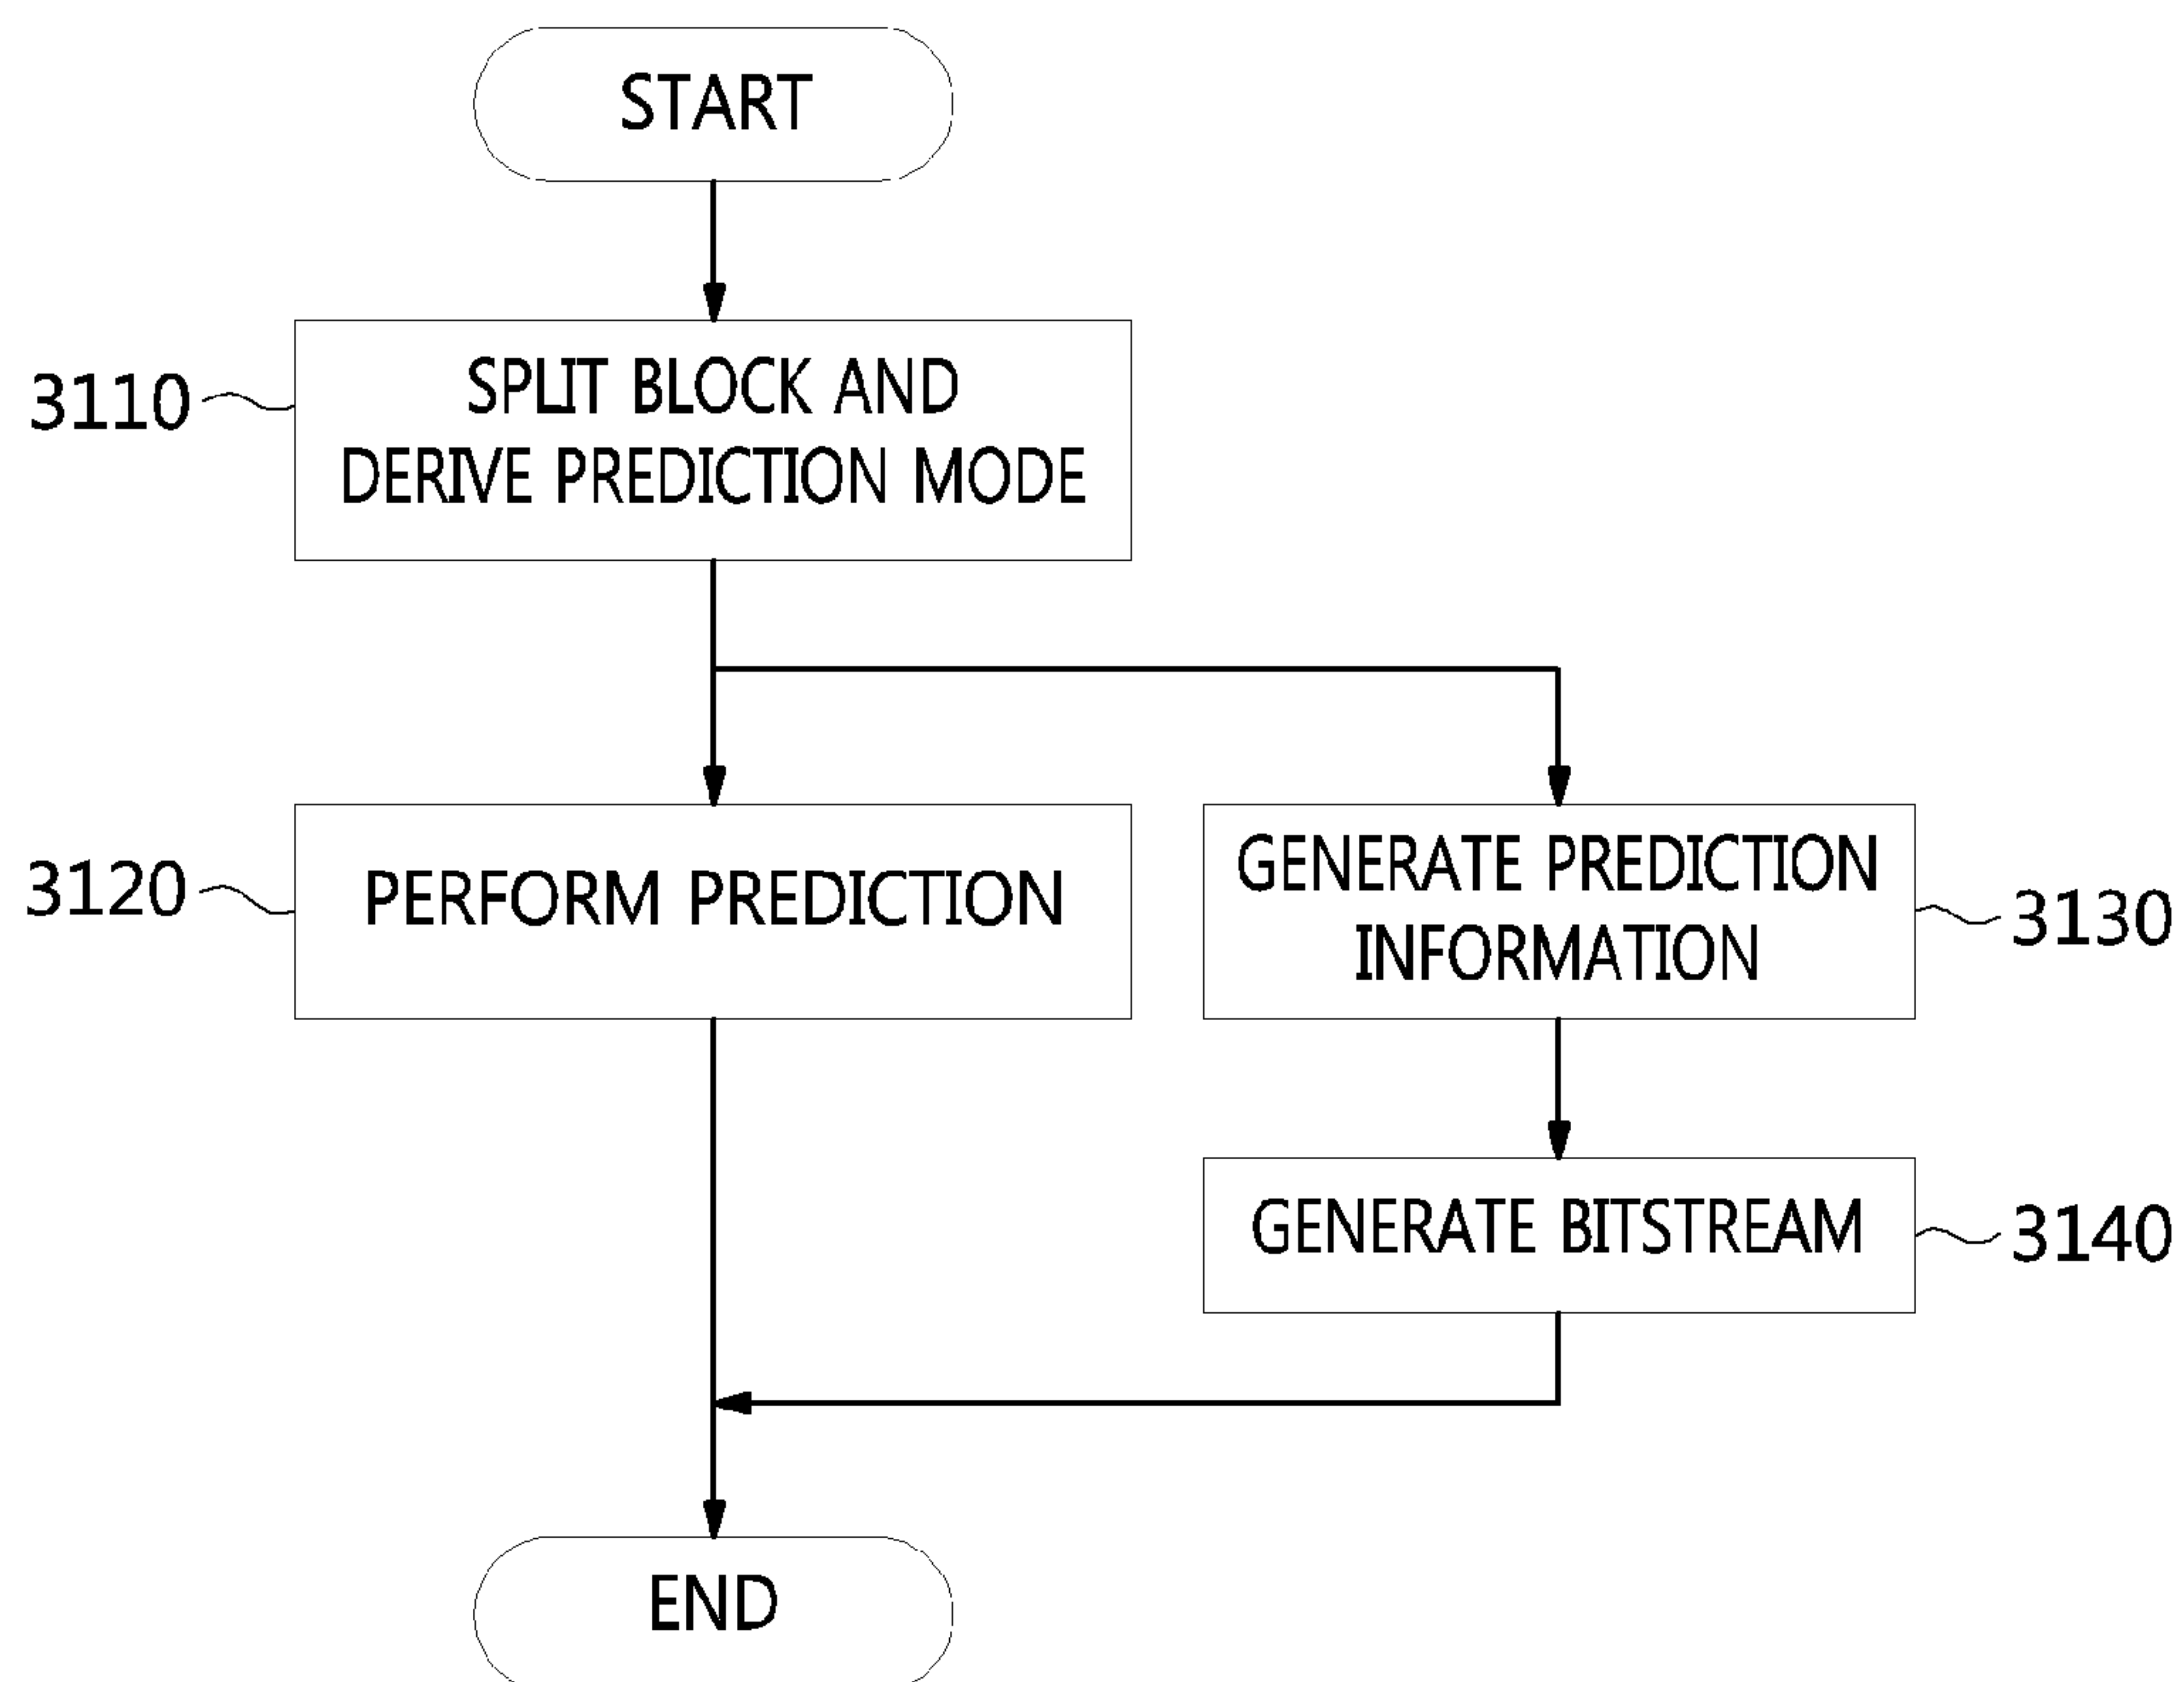 START
3110
SPLIT BLOCK AND
DERIVE PREDICTION MODE
3120
PERFORM PREDICTION
GENERATE PREDICTION
INFORMATION
3130
GENERATE BITSTREAM
3140
END